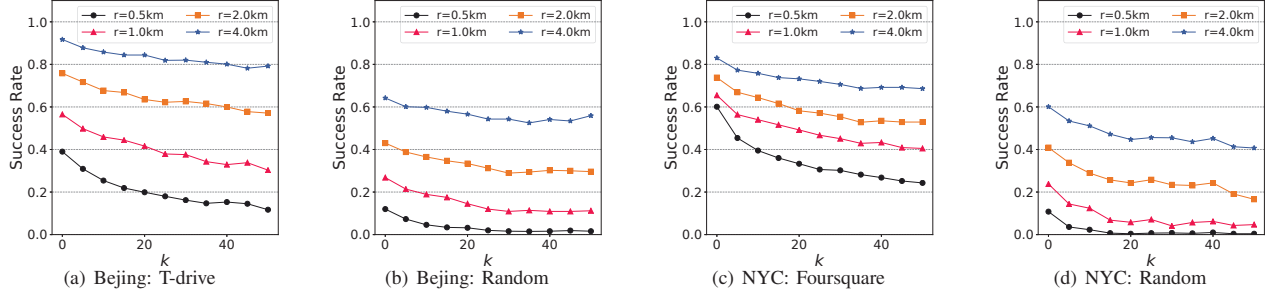 r=0.5km r=2.0km
r=1.0km r=4.0km
1.0
0.8
0.6
0.4
0.2
0.0
Success Rate
0 20 40
k
(a) Bejing: T-drive
r=0.5km r=2.0km
r=1.0km r=4.0km
1.0
0.8
0.6
0.4
0.2
0.0
Success Rate
0 20 40
k
(b) Bejing: Random
r=0.5km r=2.0km
r=1.0km r=4.0km
1.0
0.8
0.6
0.4
0.2
0.0
Success Rate
0 20 40
k
(c) NYC: Foursquare
r=0.5km r=2.0km
r=1.0km r=4.0km
1.0
0.8
0.6
0.4
0.2
0.0
Success Rate
0 20 40
k
(d) NYC: Random